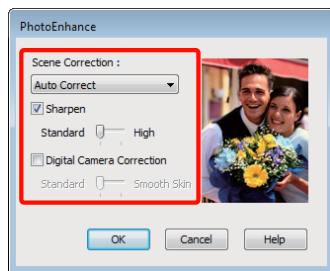 PhotoEnhance
Scene Correction :
Auto Correct
Sharpen
Standard High
Digital Camera Correction
Standard Smooth Skin
OK Cancel Help